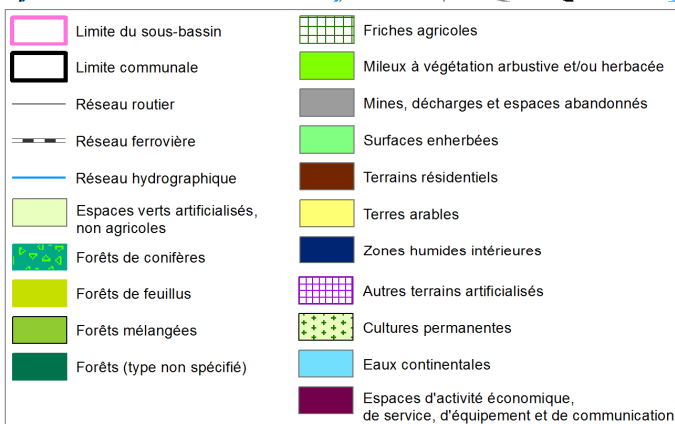 Limite du sous-bassin
Limite communale
Réseau routier
Réseau ferrovière
Réseau hydrographique
Espaces verts artificialisés,
non agricoles
Forêts de conifères
Forêts de feuillus
Forêts mélangées
Forêts (type non spécifié)
Friches agricoles
Mileux à végétation arbustive et/ou herbacée
Mines, décharges et espaces abandonnés
Surfaces enherbées
Terrains résidentiels
Terres arables
Zones humides intérieures
Autres terrains artificialisés
Cultures permanentes
Eaux continentales
Espaces d'activité économique,
de service, d'équipement et de communication